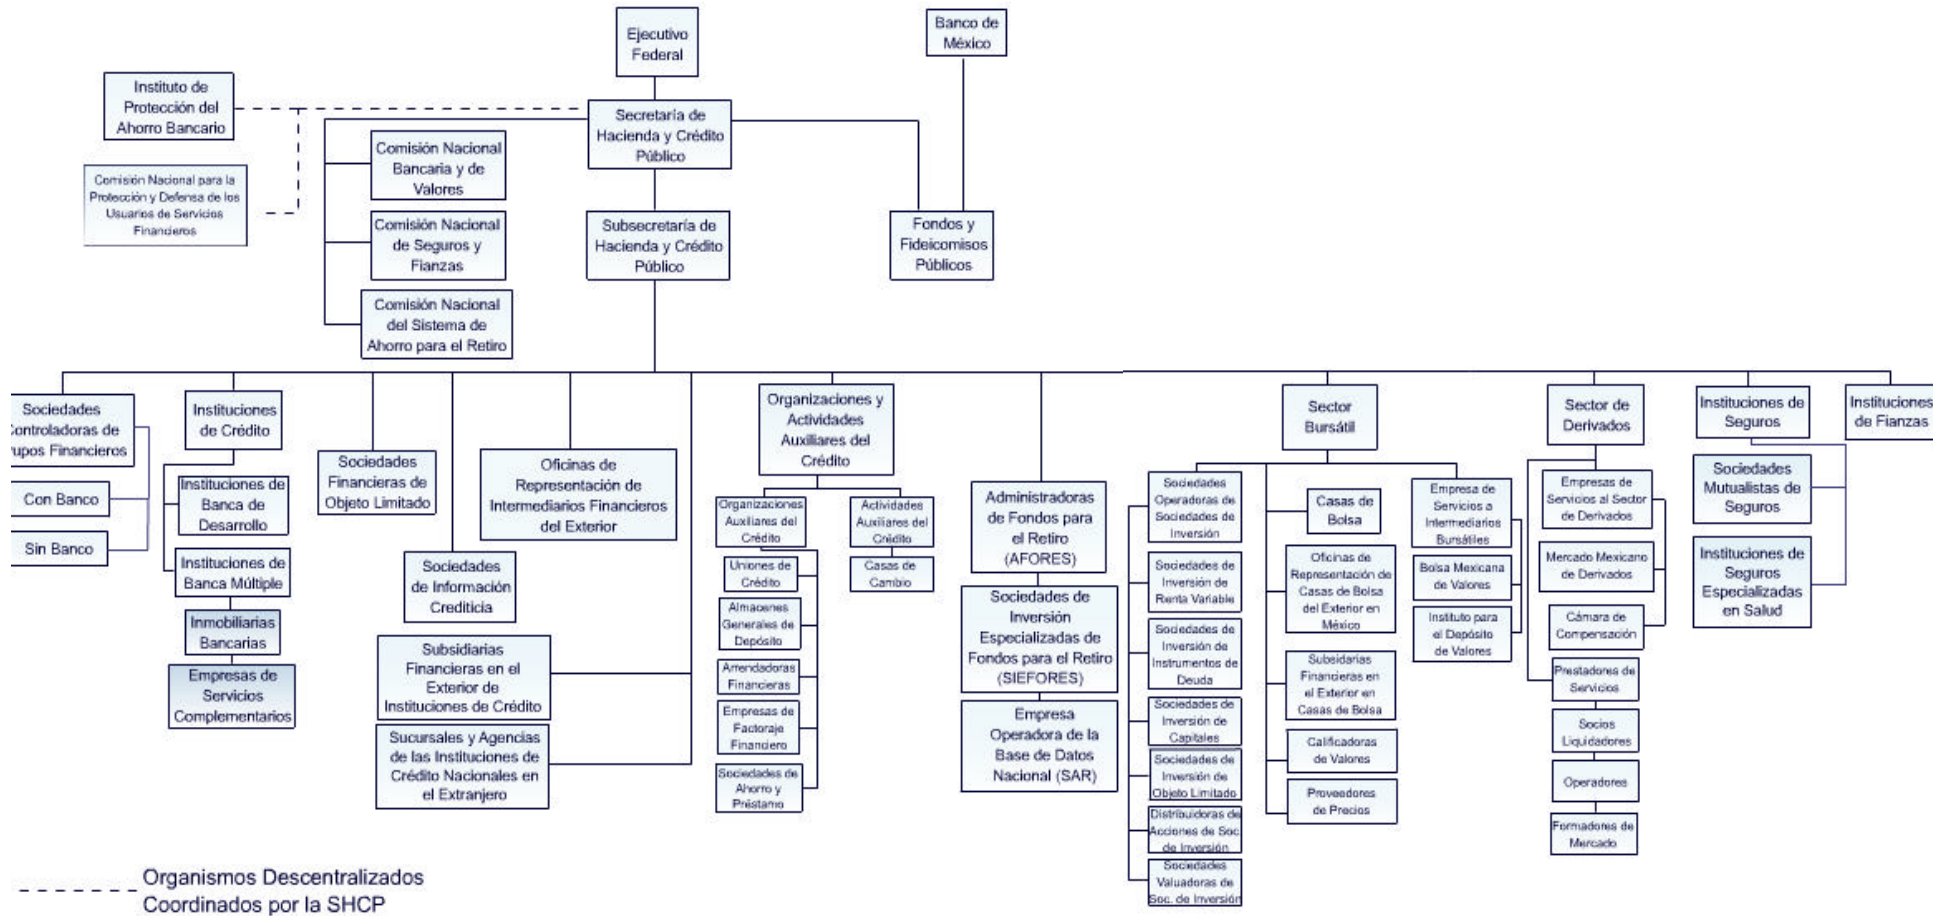 Ejecutivo
Federal
Banco de
México
Instituto de
Protección del
Ahorro Bancario
Secretaría de
Hacienda y Crédito
Público
Comisión Nacional
Bancaria y de
Valores
Comisión Nacional para la
Protección y Defensa de los
Usuarios de Servicios
Financieros
Comisión Nacional
de Seguros y
Fianzas
Subsecretaría de
Hacienda y Crédito
Público
Fondos y
Fideicomisos
Públicos
Comisión Nacional
del Sistema de
Ahorro para el Retiro
Sociedades
Controladoras de
Grupos Financieros
Con Banco
Sin Banco
Instituciones
de Crédito
Instituciones de
Banca de
Desarrollo
Instituciones de
Banca Múltiple
Inmobiliarias
Bancarias
Empresas de
Servicios
Complementarios
Sociedades
Financieras de
Objeto Limitado
Sociedades
de Información
Crediticia
Oficinas de
Representación de
Intermediarios Financieros
del Exterior
Subsidiarias
Financieras en el
Exterior de
Instituciones de Crédito
Sucursales y Agencias
de las Instituciones de
Crédito Nacionales en
el Extranjero
Organizaciones y
Actividades
Auxiliares del
Crédito
Organizaciones
Auxiliares del
Crédito
Uniones de
Crédito
Almacenes
Generales de
Depósito
Arrendadoras
Financieras
Empresas de
Factoraje
Financiero
Sociedades de
Ahorro y
Préstamo
Actividades
Auxiliares del
Crédito
Casas de
Cambio
Administradoras
de Fondos para
el Retiro
(AFORES)
Sociedades de
Inversión
Especializadas de
Fondos para el Retiro
(SIEFORES)
Empresa
Operadora de la
Base de Datos
Nacional (SAR)
Sector
Bursátil
Sociedades
Operadoras de
Sociedades de
Inversión
Sociedades de
Inversión de
Renta Variable
Sociedades de
Inversión de
Instrumentos de
Deuda
Sociedades de
Inversión de
Capitales
Sociedades de
Inversión de
Objeto Limitado
Distribuidoras de
Acciones de Soc.
de Inversión
Sociedades
Valuadoras de
Soc. de Inversión
Casas de
Bolsa
Oficinas de
Representación de
Casas de Bolsa
del Exterior en
México
Subsidarias
Financieras en
el Exterior en
Casas de Bolsa
Calificadoras
de Valores
Proveedores
de Precios
Empresa de
Servicios a
Intermediarios
Bursátiles
Bolsa Mexicana
de Valores
Instituto para
el Depósito
de Valores
Sector de
Derivados
Empresas de
Servicios al Sector
de Derivados
Mercado Mexicano
de Derivados
Cámara de
Compensación
Prestadores de
Servicios
Socios
Liquidadores
Operadores
Formadores de
Mercado
Instituciones de
Seguros
Sociedades
Mutualistas de
Seguros
Instituciones de
Seguros
Especializadas
en Salud
Instituciones
de Fianzas
Organismos Descentralizados
Coordinados por la SHCP